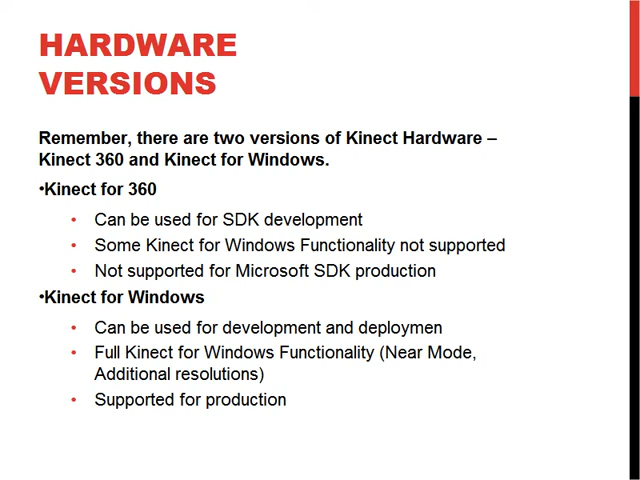 HARDWARE
VERSIONS
Remember, there are two versions of Kinect Hardware –
Kinect 360 and Kinect for Windows.
•Kinect for 360
• Can be used for SDK development
• Some Kinect for Windows Functionality not supported
• Not supported for Microsoft SDK production
•Kinect for Windows
• Can be used for development and deploymen
• Full Kinect for Windows Functionality (Near Mode,
Additional resolutions)
• Supported for production